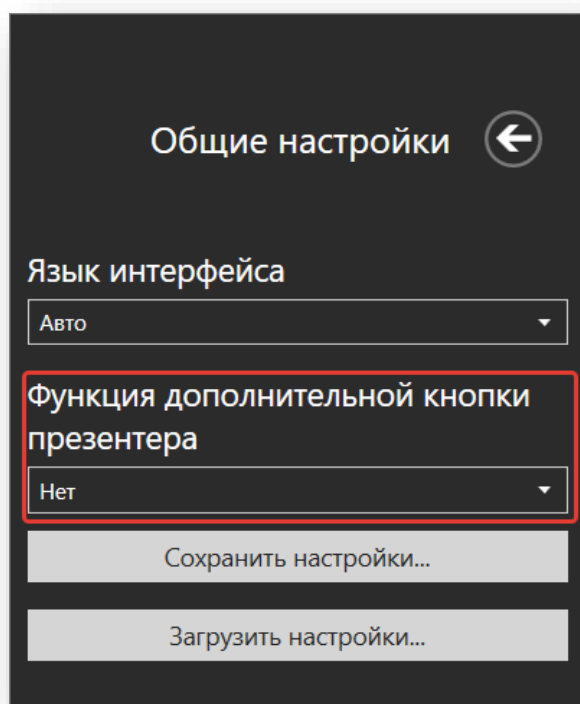 Общие настройки
Язык интерфейса
Авто
Функция дополнительной кнопки
презентера
Нет
Сохранить настройки...
Загрузить настройки...